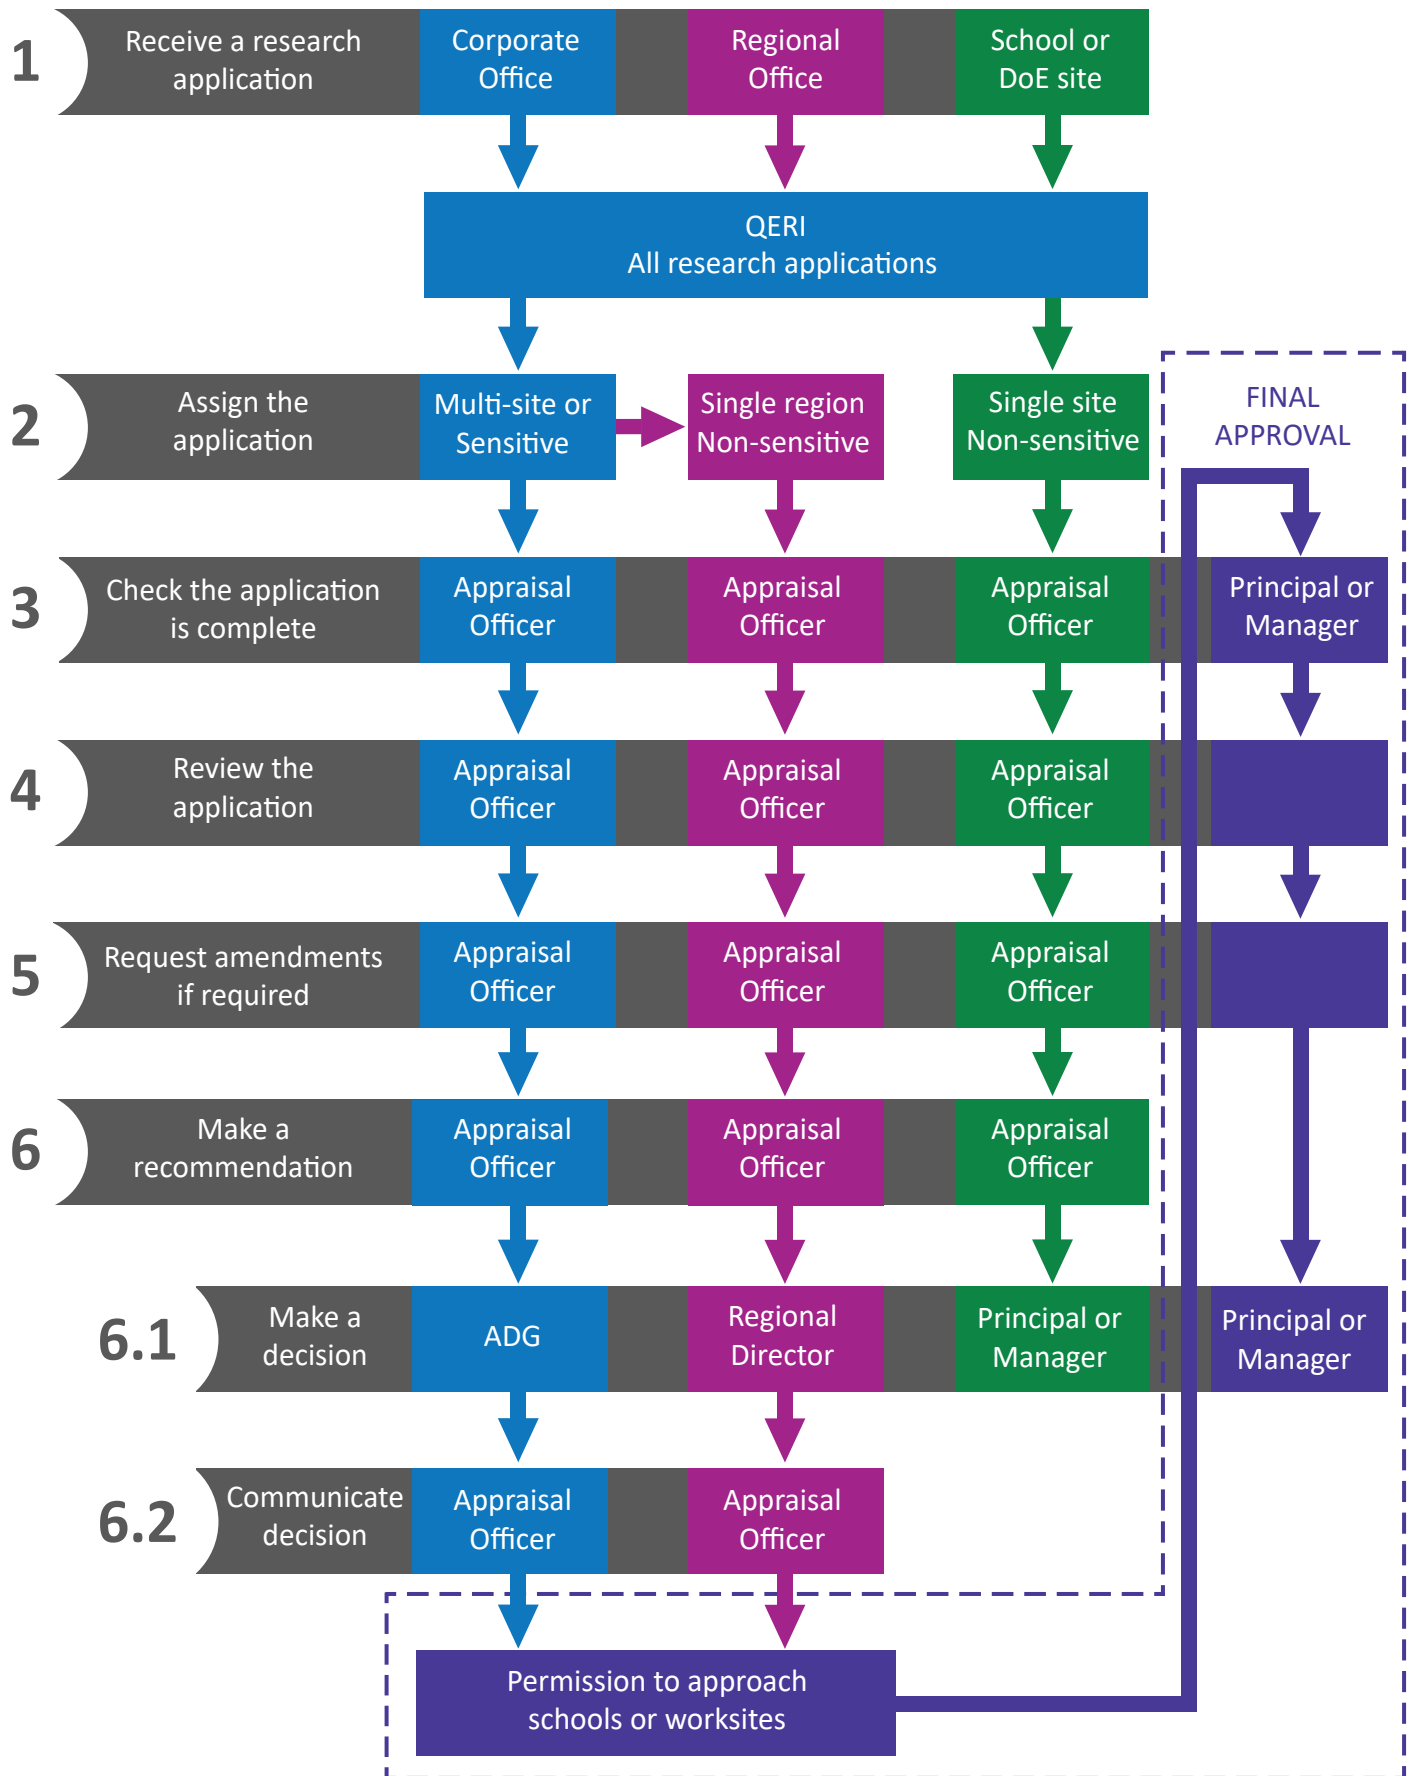 1
Receive a research
application
Corporate
Office
Regional
Office
School or
DoE site
QERI
All research applications
2
Assign the
application
Multi-site or
Sensitive
Single region
Non-sensitive
Single site
Non-sensitive
FINAL
APPROVAL
3
Check the application
is complete
Appraisal
Officer
Appraisal
Officer
Appraisal
Officer
Principal or
Manager
4
Review the
application
Appraisal
Officer
Appraisal
Officer
Appraisal
Officer
5
Request amendments
if required
Appraisal
Officer
Appraisal
Officer
Appraisal
Officer
6
Make a
recommendation
Appraisal
Officer
Appraisal
Officer
Appraisal
Officer
6.1
Make a
decision
ADG
Regional
Director
Principal or
Manager
Principal or
Manager
6.2
Communicate
decision
Appraisal
Officer
Appraisal
Officer
Permission to approach
schools or worksites